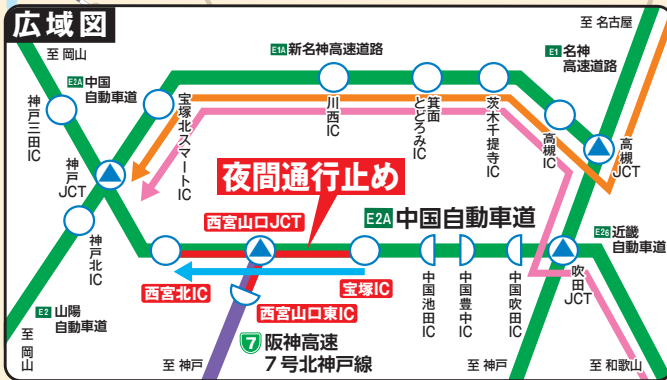 広域図
至 岡山
至 名古屋
E1A 新名神高速道路
E1 名神
高速道路
E2A 中国
自動車道
神戸三田IC
宝塚北スマートIC
川西IC
箕面
とどろみIC
茨木千提寺IC
高槻IC
高槻JCT
神戸
JCT
神戸北IC
夜間通行止め
西宮山口JCT
E2A 中国自動車道
E26 近畿
自動車道
西宮北IC
宝塚IC
西宮山口東IC
中国池田IC
中国豊中IC
中国吹田IC
吹田
JCT
E2 山陽
自動車道
至 岡山
至 神戸
7 阪神高速
7号北神戸線
至 神戸
至 和歌山